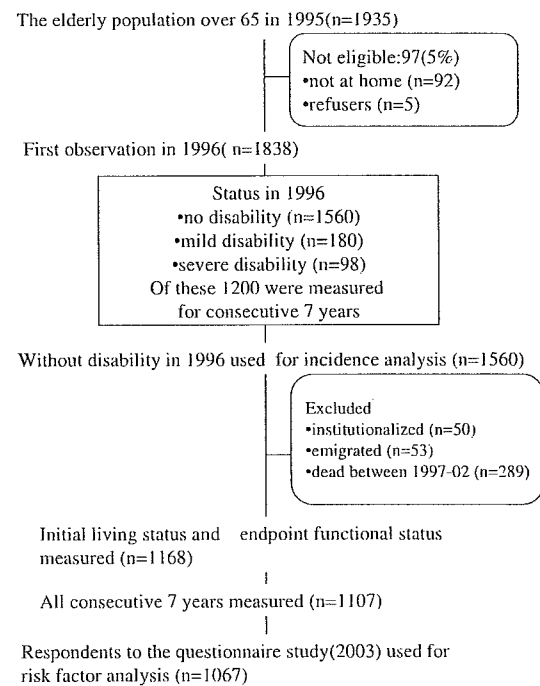 The elderly population over 65 in 1995(n=1935)
Not eligible:97(5%)
•not at home (n=92)
•refusers (n=5)
First observation in 1996( n=1838)
Status in 1996
•no disability (n=1560)
•mild disability (n=180)
•severe disability (n=98)
Of these 1200 were measured
for consecutive 7 years
Without disability in 1996 used for incidence analysis (n=1560)
Excluded
•institutionalized (n=50)
•emigrated (n=53)
•dead between 1997-02 (n=289)
Initial living status and endpoint functional status
measured (n=1168)
All consecutive 7 years measured (n=1107)
Respondents to the questionnaire study(2003) used for
risk factor analysis (n=1067)